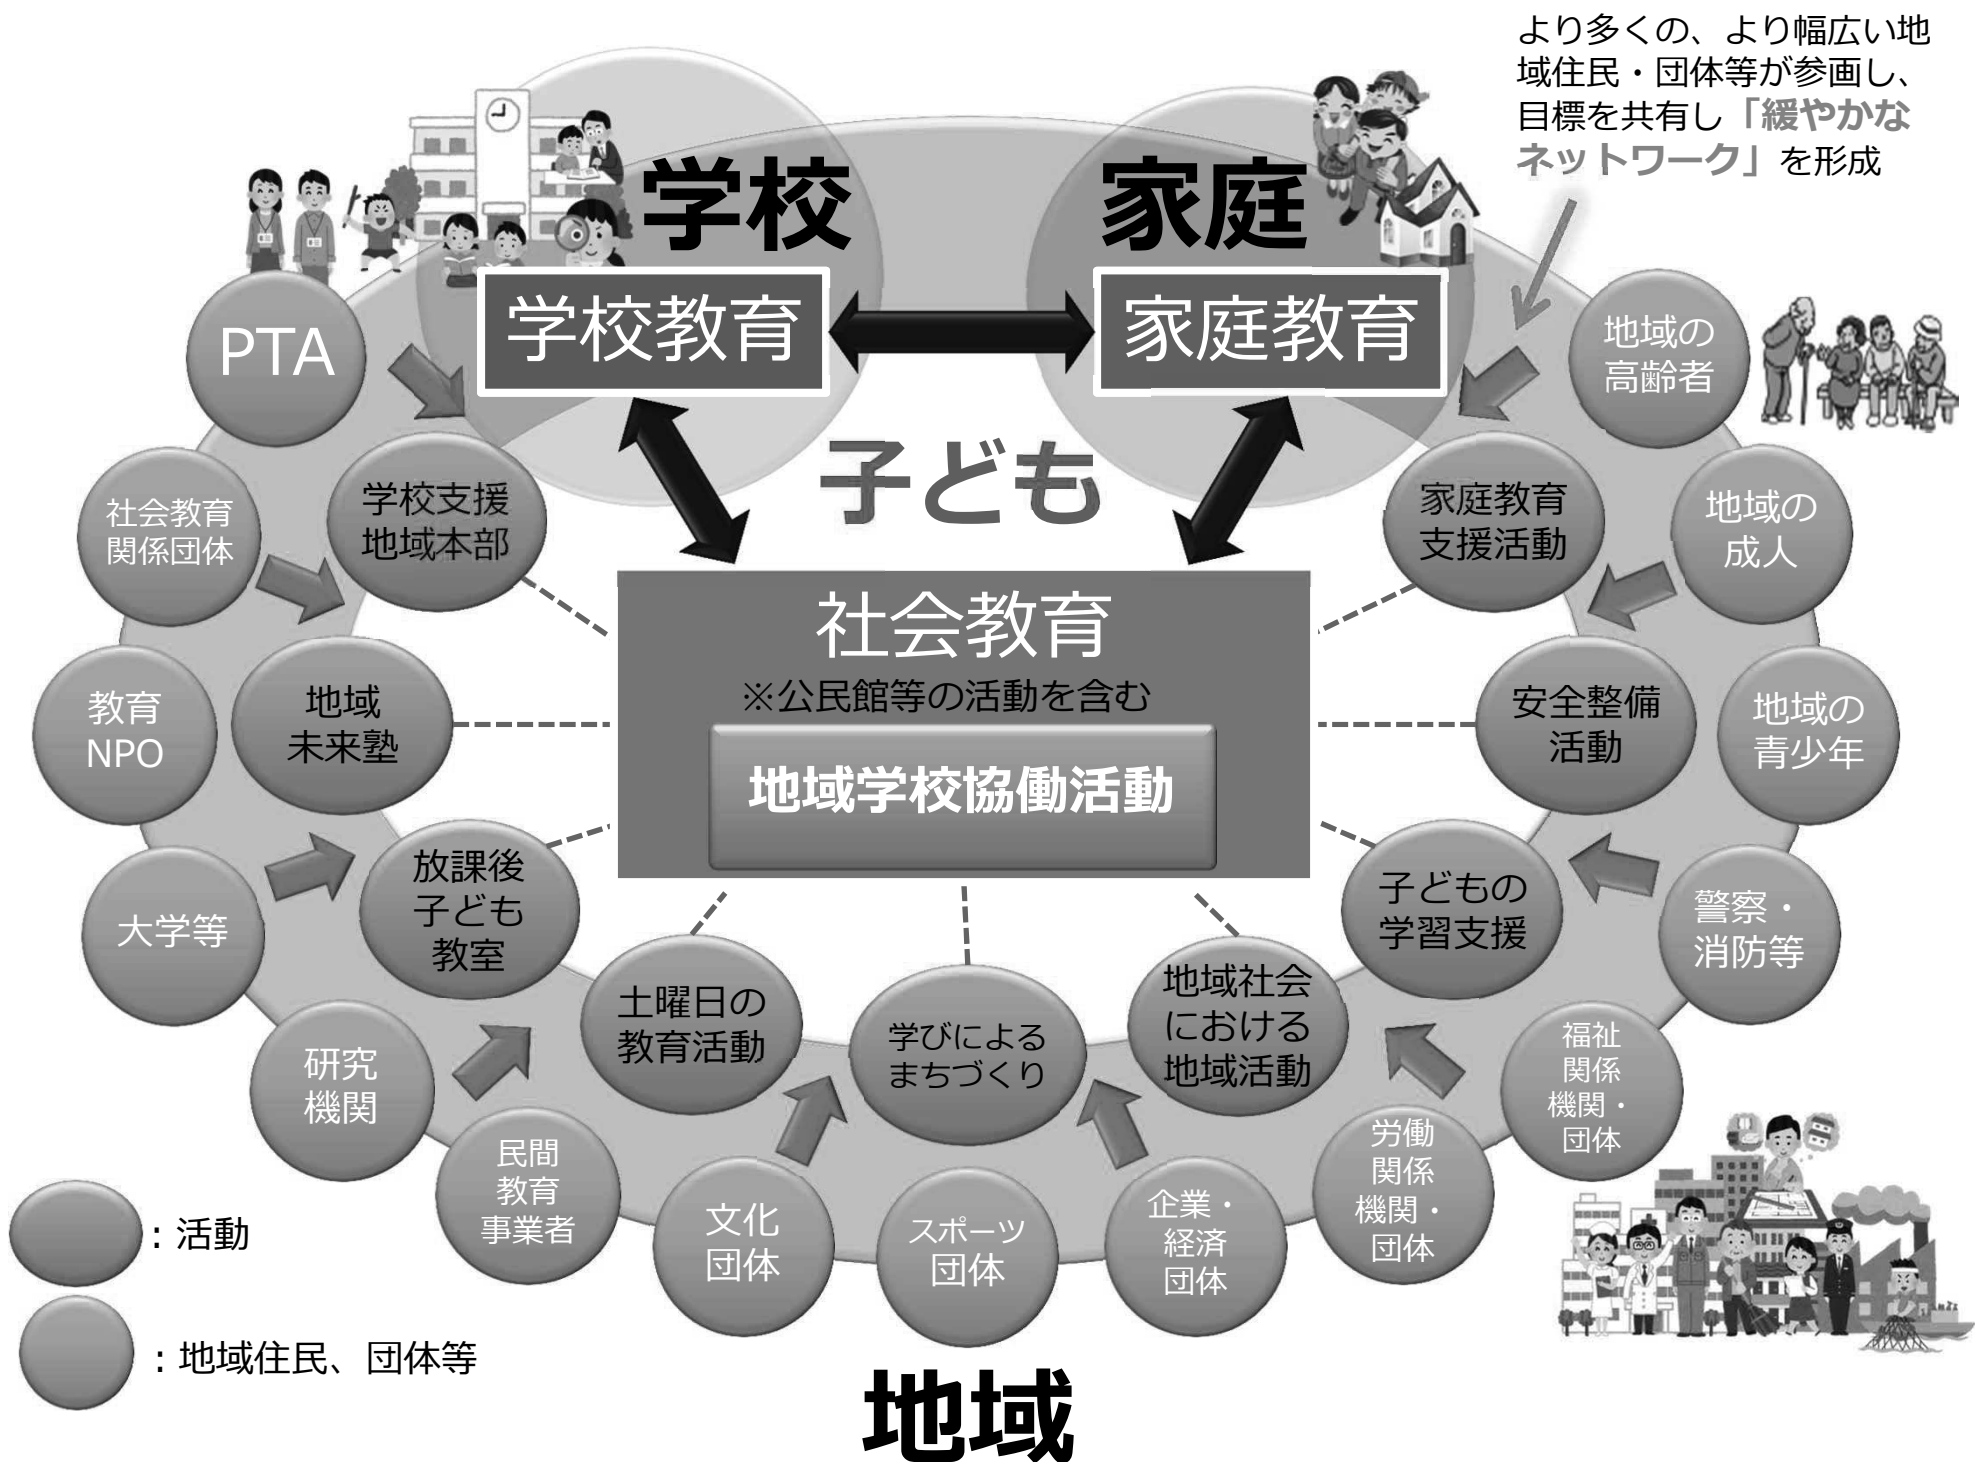 より多くの、より幅広い地
域住民・団体等が参画し、
目標を共有し「緩やかな
ネットワーク」を形成
学校
家庭
学校教育
家庭教育
子ども
社会教育
※公民館等の活動を含む
地域学校協働活動
PTA
社会教育
関係団体
教育
NPO
大学等
研究
機関
民間
教育
事業者
文化
団体
スポーツ
団体
企業・
経済
団体
労働
関係
機関・
団体
福祉
関係
機関・
団体
警察・
消防等
地域の
青少年
地域の
成人
地域の
高齢者
学校支援
地域本部
地域
未来塾
放課後
子ども
教室
土曜日の
教育活動
学びによる
まちづくり
地域社会
における
地域活動
子どもの
学習支援
安全整備
活動
家庭教育
支援活動
：活動
：地域住民、団体等
地域